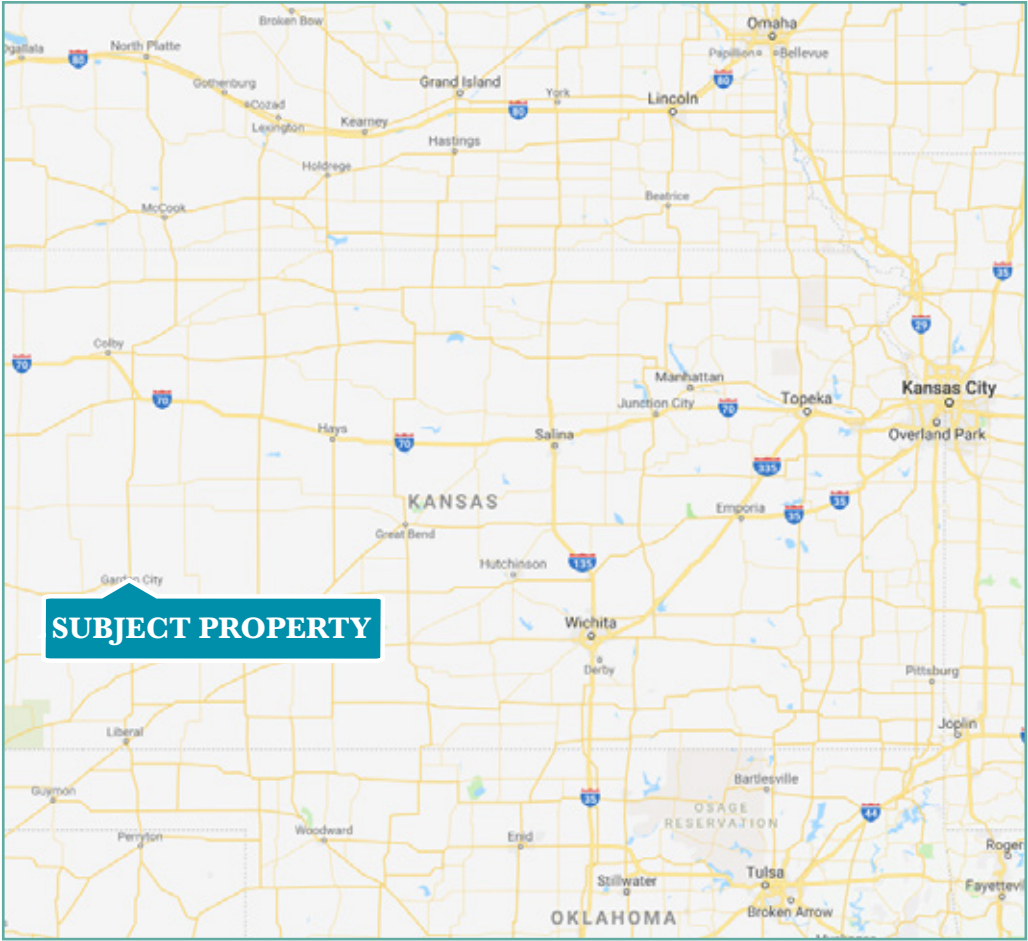 Broken Bow
Omaha
North Platte
80
Papillion
Bellevue
Gothenburg
Grand Island
80
York
Cozad
80
Lincoln
Lexington
Kearney
Hastings
Holdrege
Beatrice
McCook
35
29
Colby
70
Manhattan
Kansas City
70
Junction City
70
Topeka
Hays
70
Salina
Overland Park
335
KANSAS
35
Emporia
35
Great Bend
Hutchinson
135
Garden City
SUBJECT PROPERTY
Wichita
Derby
Pittsburg
Liberal
Joplin
Guymon
35
Bartlesville
OSAGE
RESERVATION
44
Perryton
Woodward
Enid
Roger
Tulsa
Stillwater
Fayettevil
Broken Arrow
OKLAHOMA